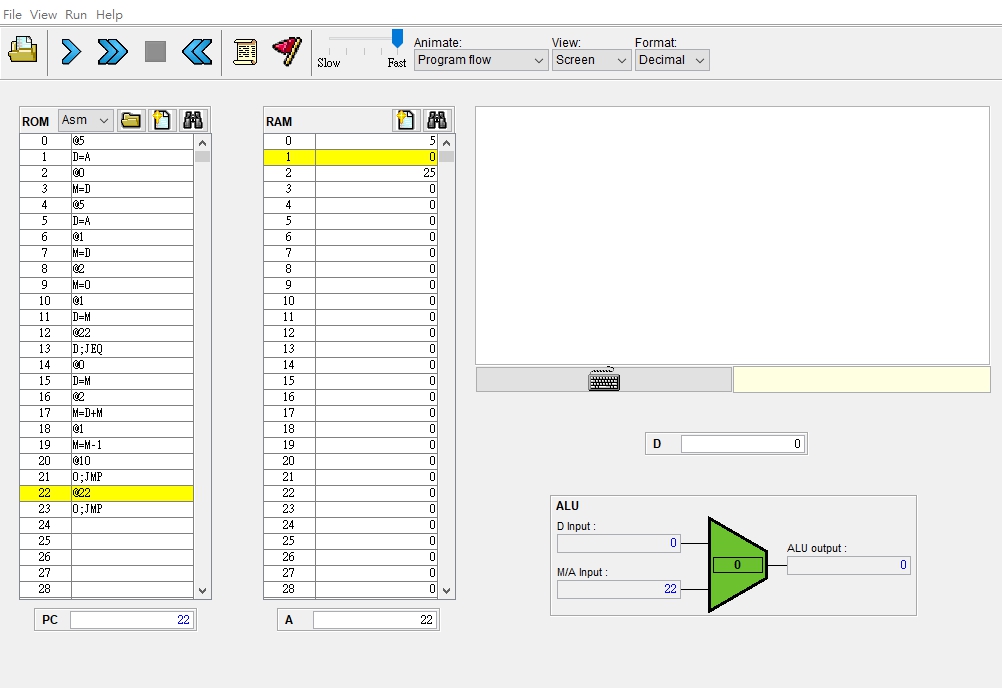 File View Run Help
Slow Fast
Animate:
Program flow
View:
Screen
Format:
Decimal
ROM Asm
0 @5
1 D=A
2 @0
3 M=D
4 @5
5 D=A
6 @1
7 M=D
8 @2
9 M=0
10 @1
11 D=M
12 @22
13 D;JEQ
14 @0
15 D=M
16 @2
17 M=D+M
18 @1
19 M=M-1
20 @10
21 0;JMP
22 @22
23 0;JMP
24
25
26
27
28
PC 22
RAM
0 5
1 0
2 25
3 0
4 0
5 0
6 0
7 0
8 0
9 0
10 0
11 0
12 0
13 0
14 0
15 0
16 0
17 0
18 0
19 0
20 0
21 0
22 0
23 0
24 0
25 0
26 0
27 0
28 0
A 22
D 0
ALU
D Input :
0
M/A Input :
22
0
ALU output :
0